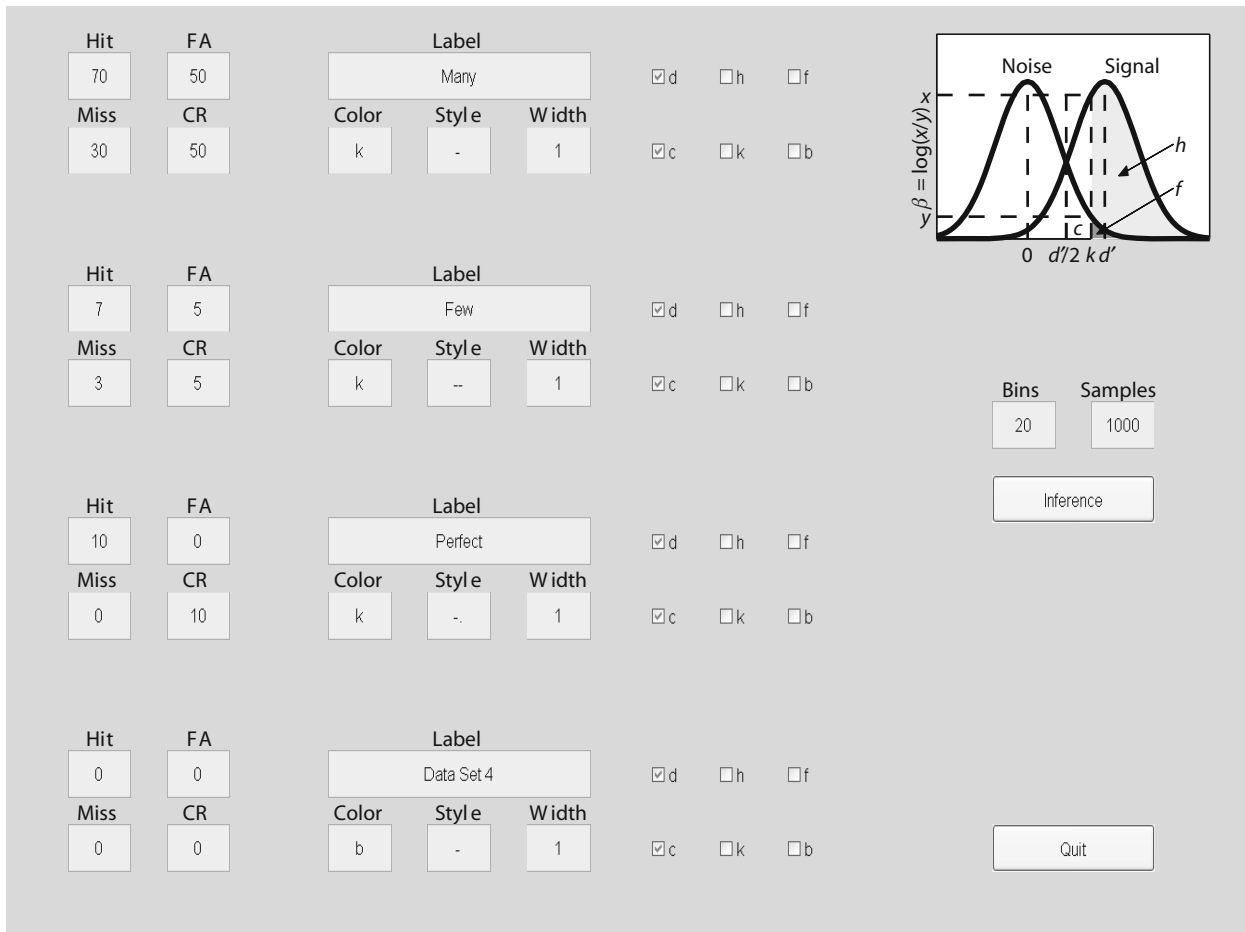 Hit FA Label
70 50 Many d h f
Miss CR Color Style Width
30 50 k - 1 c k b
Noise Signal
x
β = log(x/y)
y
h
f
c
0 d′/2 k d′
Hit FA Label
7 5 Few d h f
Miss CR Color Style Width
3 5 k -- 1 c k b
Bins Samples
20 1000
Inference
Hit FA Label
10 0 Perfect d h f
Miss CR Color Style Width
0 10 k -. 1 c k b
Hit FA Label
0 0 Data Set 4 d h f
Miss CR Color Style Width
0 0 b - 1 c k b
Quit